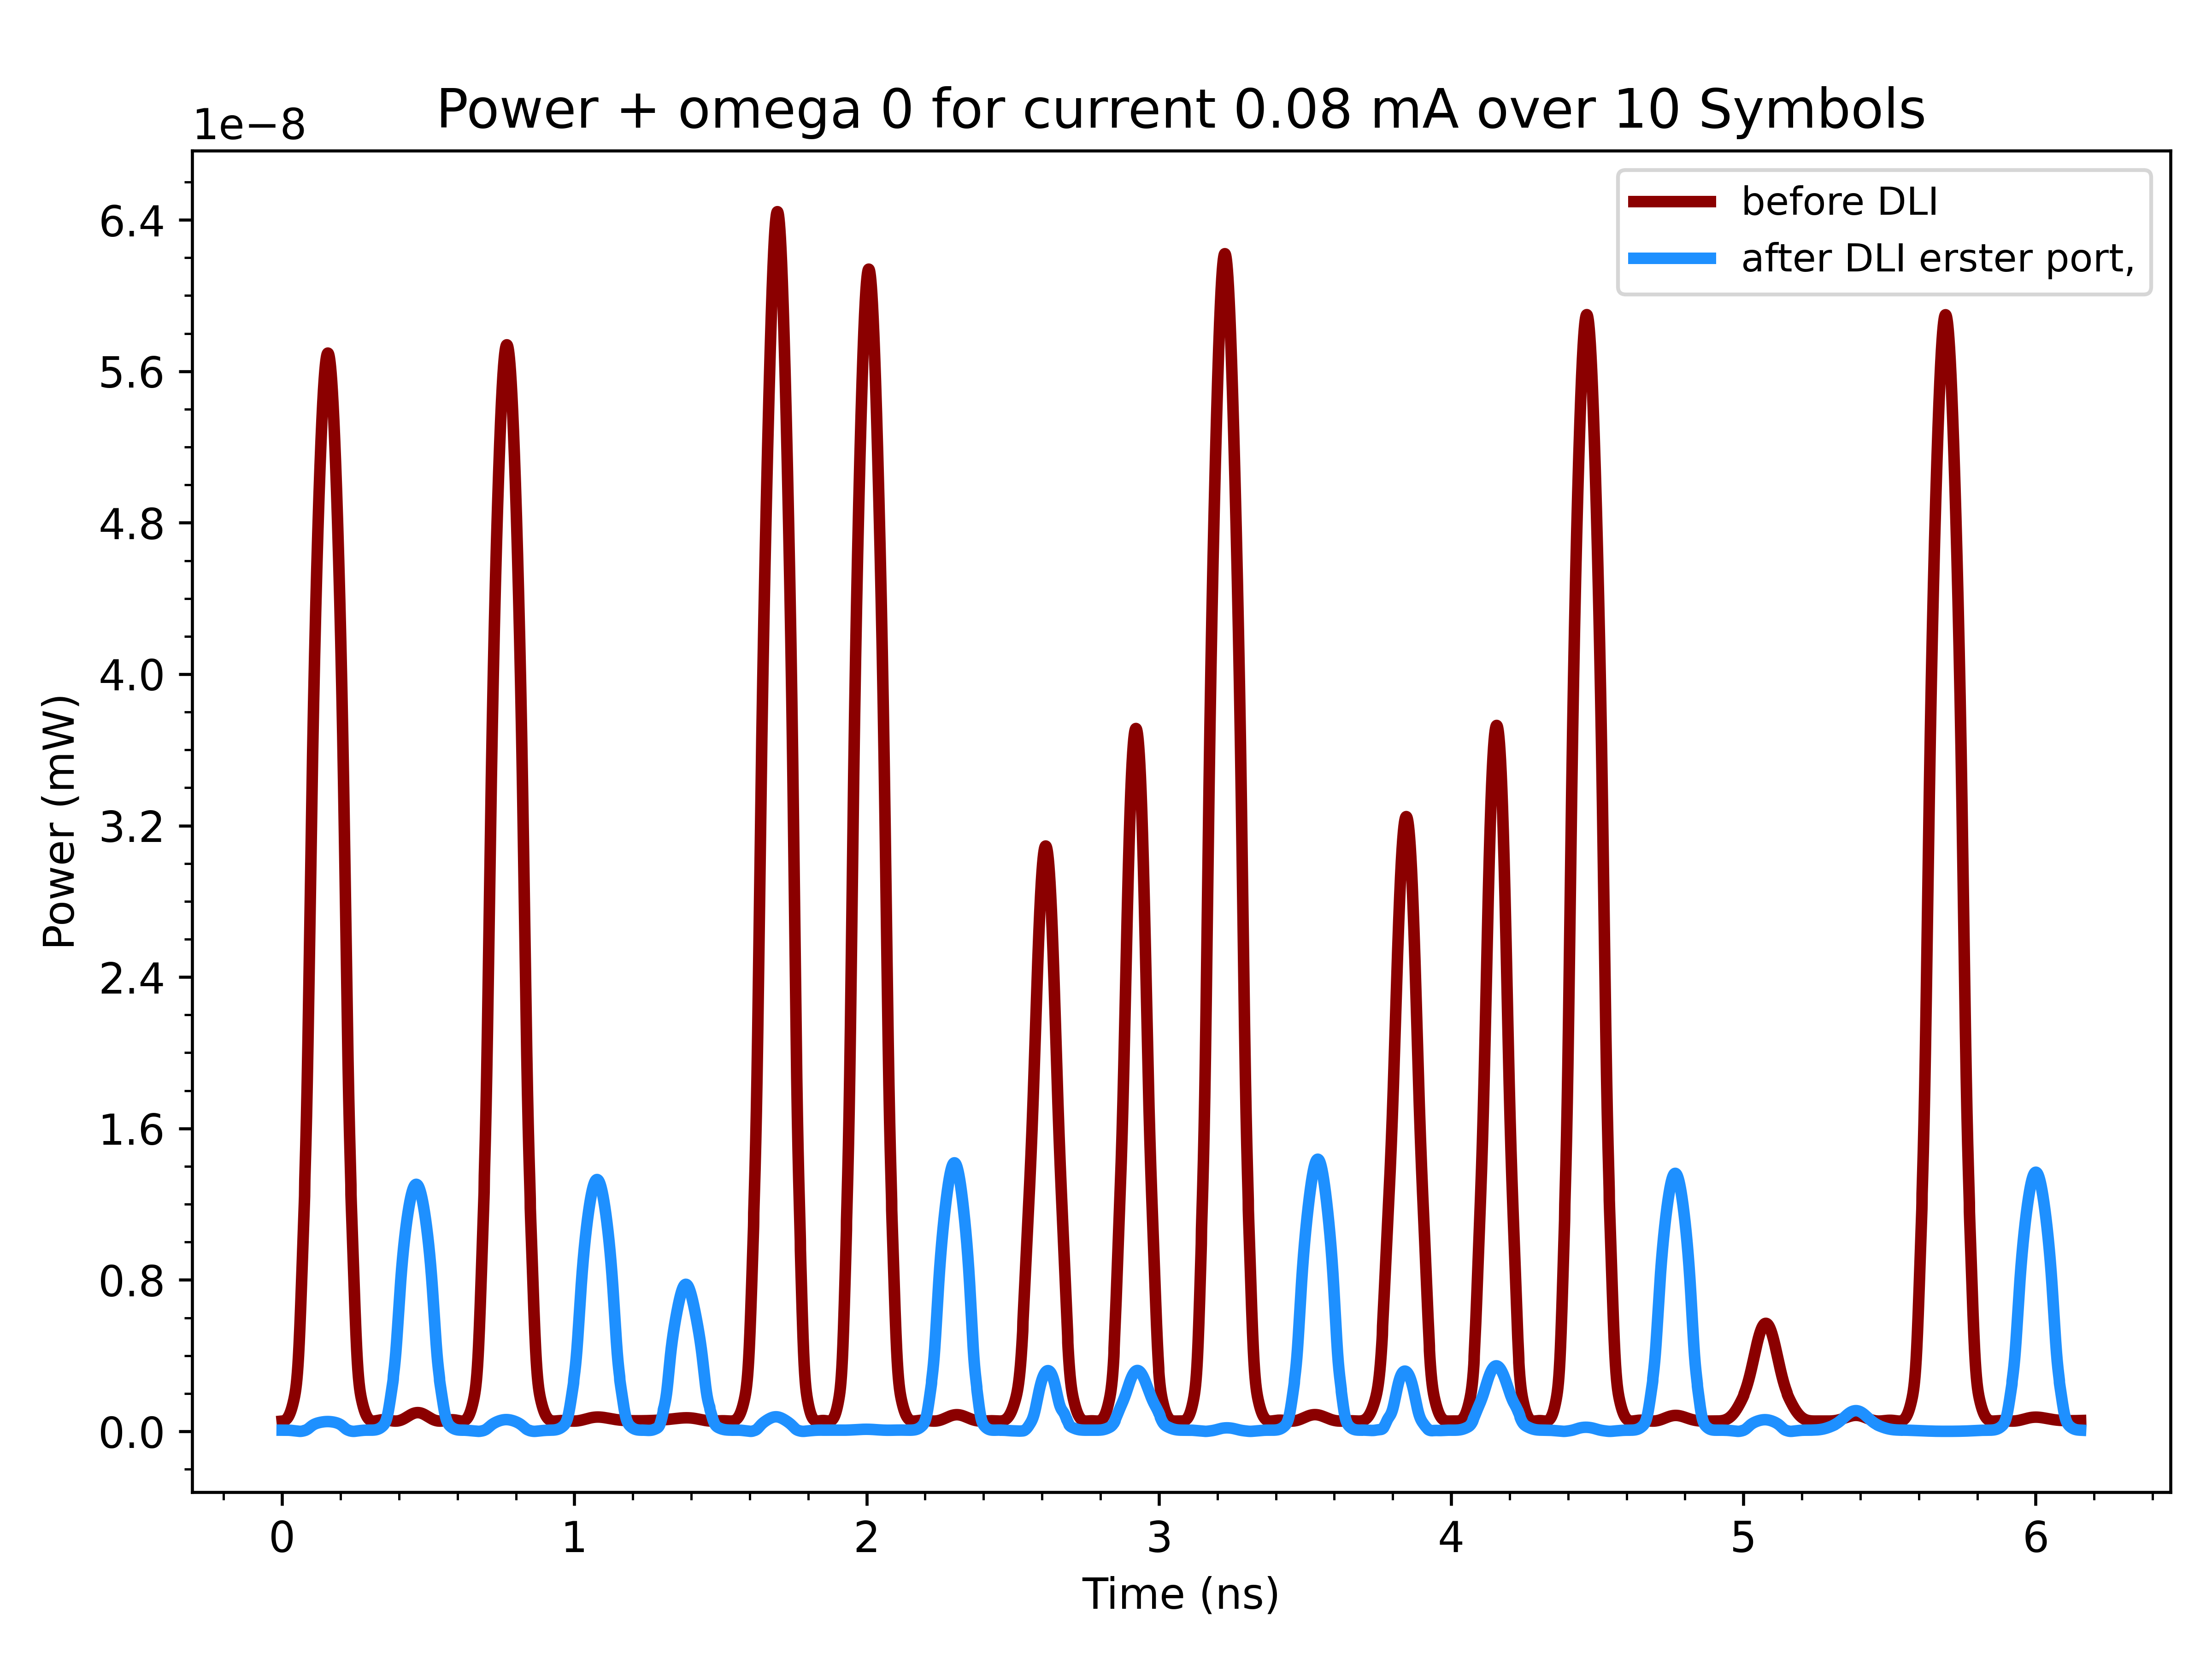 Power + omega 0 for current 0.08 mA over 10 Symbols
1e−8
before DLI
after DLI erster port,
6.4
5.6
4.8
4.0
3.2
2.4
1.6
0.8
0.0
Power (mW)
0 1 2 3 4 5 6
Time (ns)